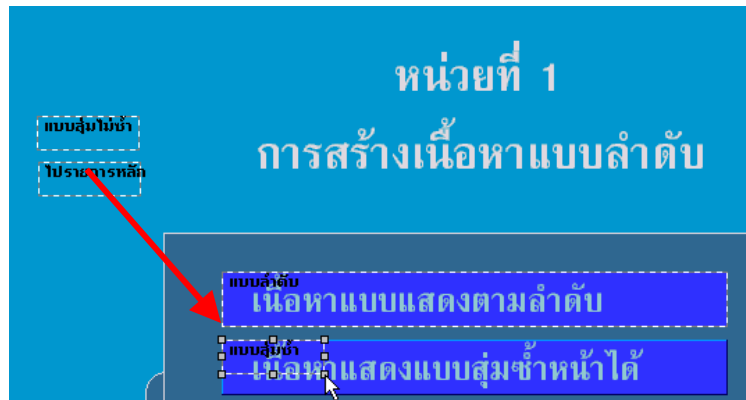 หน่วยที่ 1
แบบสุ่มไม่ซ้ำ
การสร้างเนื้อหาแบบลำดับ
ไปรายการหลัก
แบบลำดับ
เนื้อหาแบบแสดงตามลำดับ
แบบสุ่มซ้ำ
เนื้อหาแสดงแบบสุ่มซ้ำหน้าได้